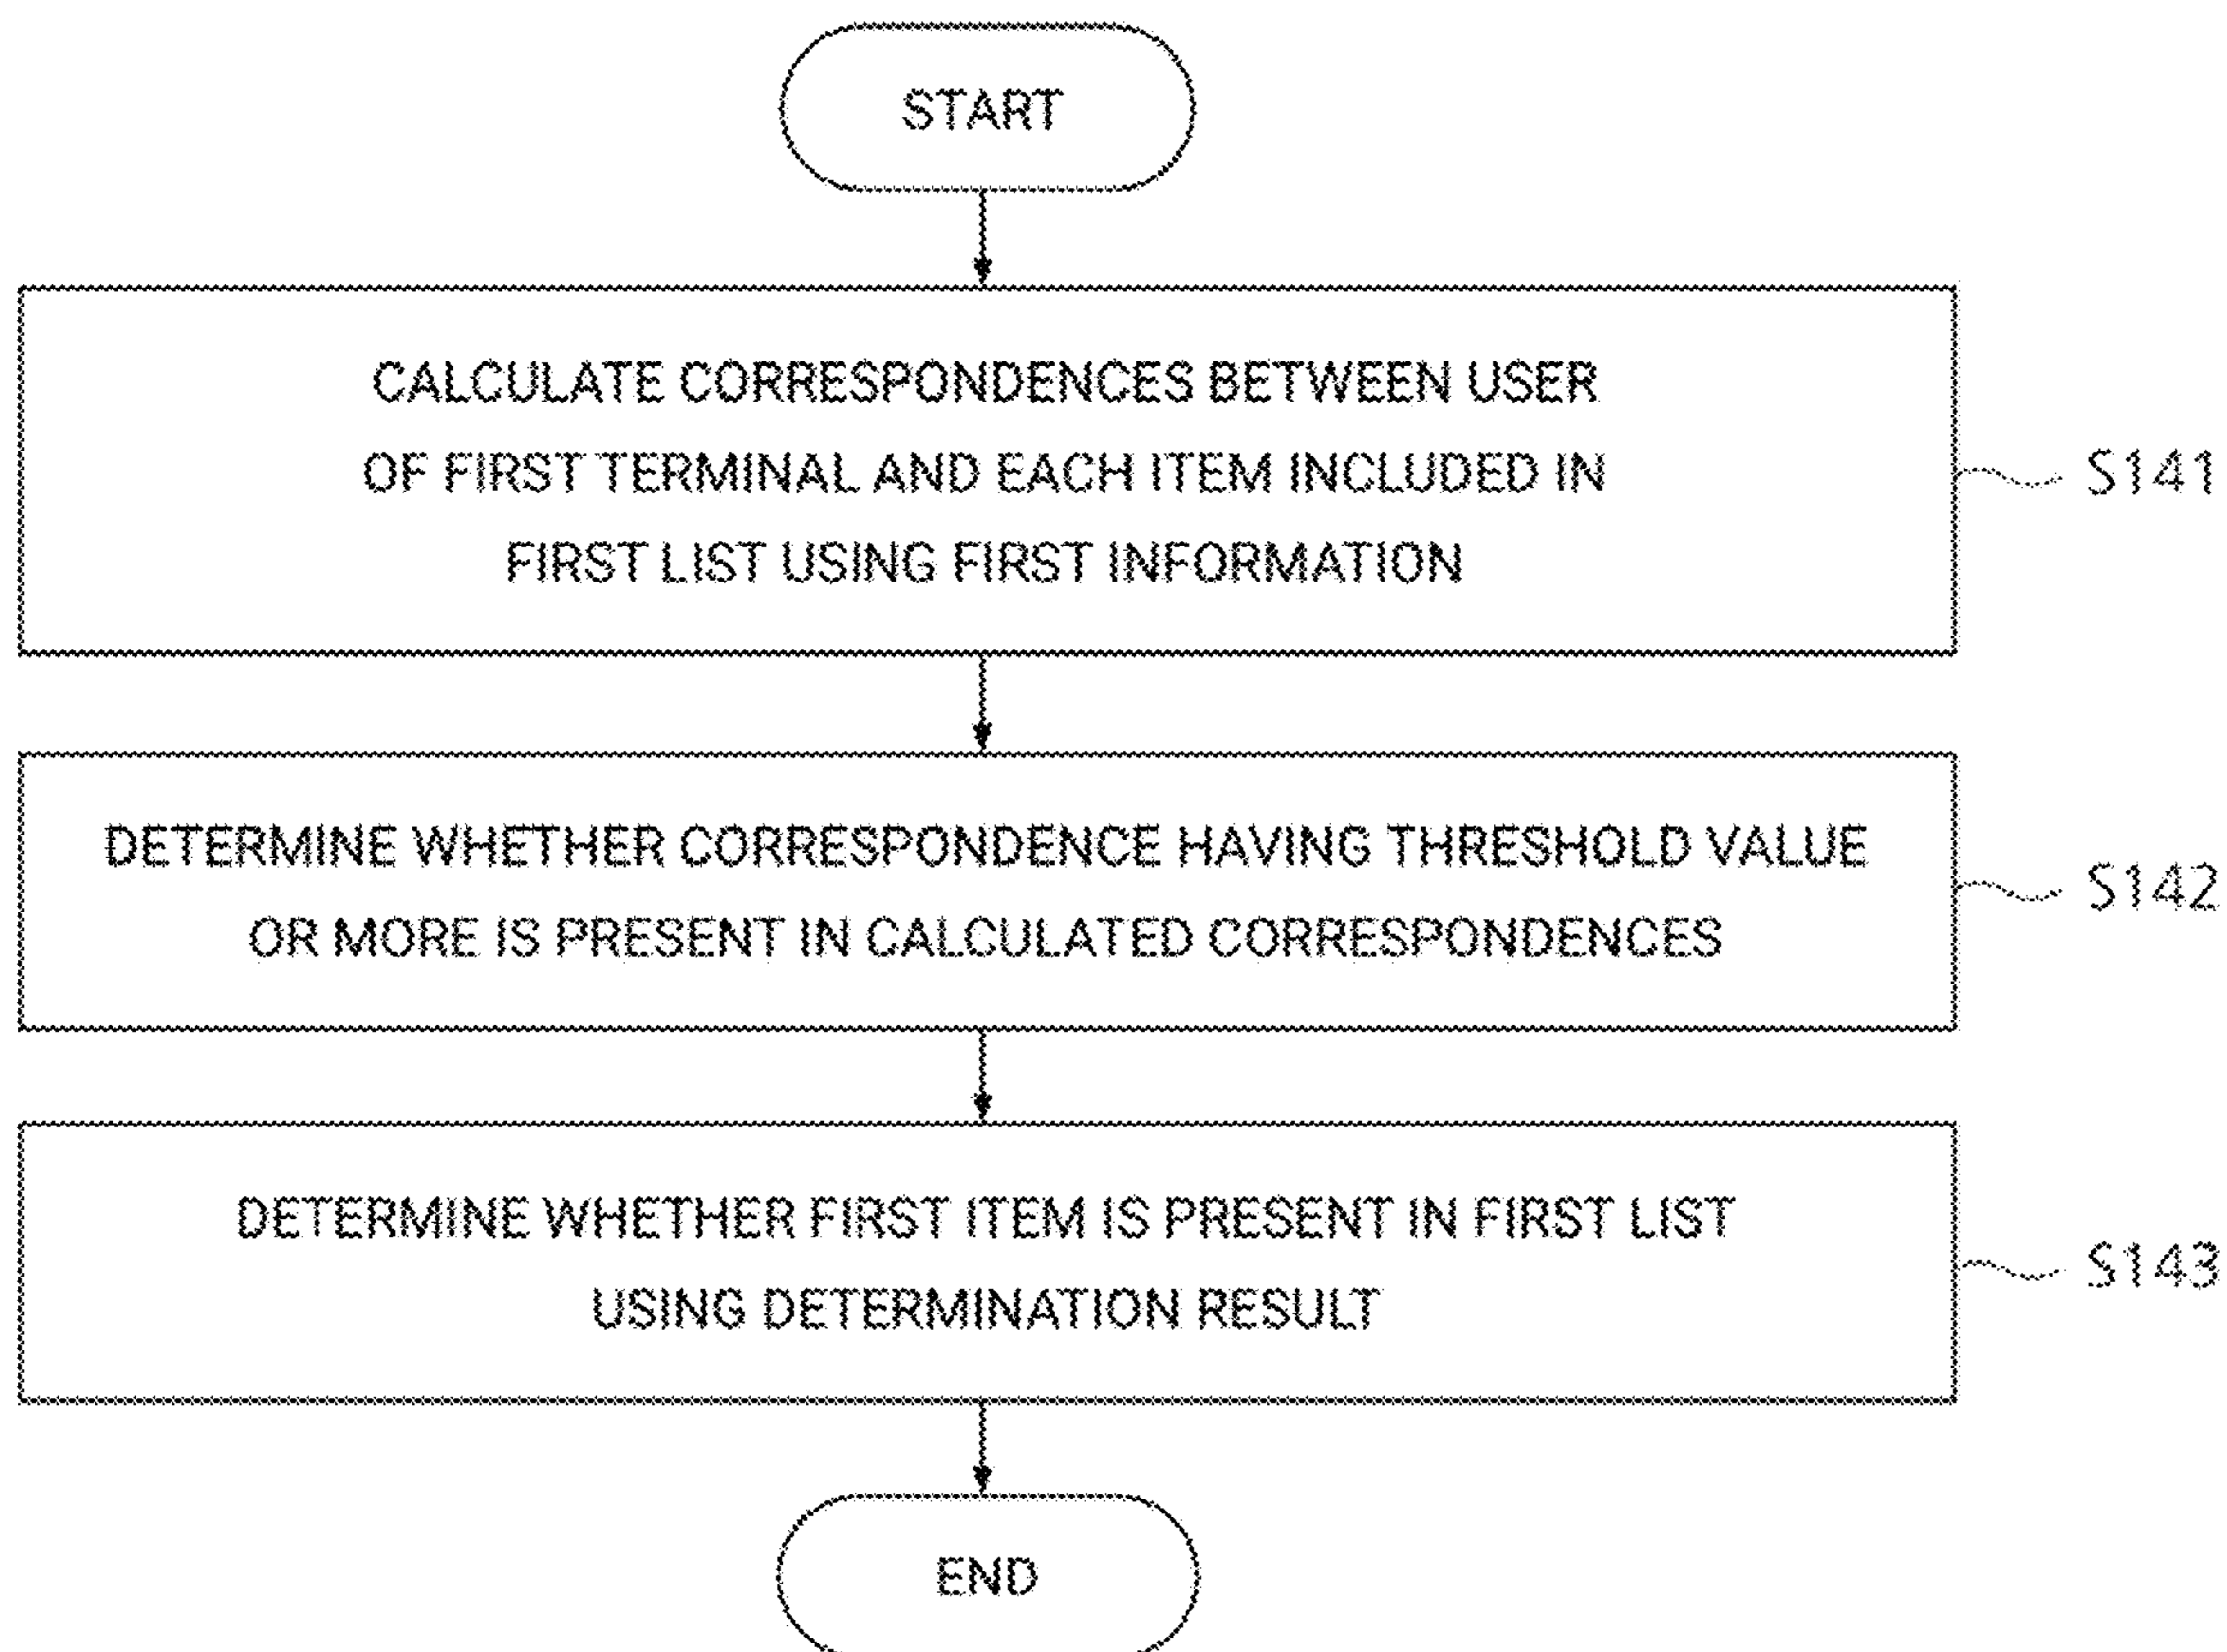 START
CALCULATE CORRESPONDENCES BETWEEN USER
OF FIRST TERMINAL AND EACH ITEM INCLUDED IN
FIRST LIST USING FIRST INFORMATION
S141
DETERMINE WHETHER CORRESPONDENCE HAVING THRESHOLD VALUE
OR MORE IS PRESENT IN CALCULATED CORRESPONDENCES
S142
DETERMINE WHETHER FIRST ITEM IS PRESENT IN FIRST LIST
USING DETERMINATION RESULT
S143
END